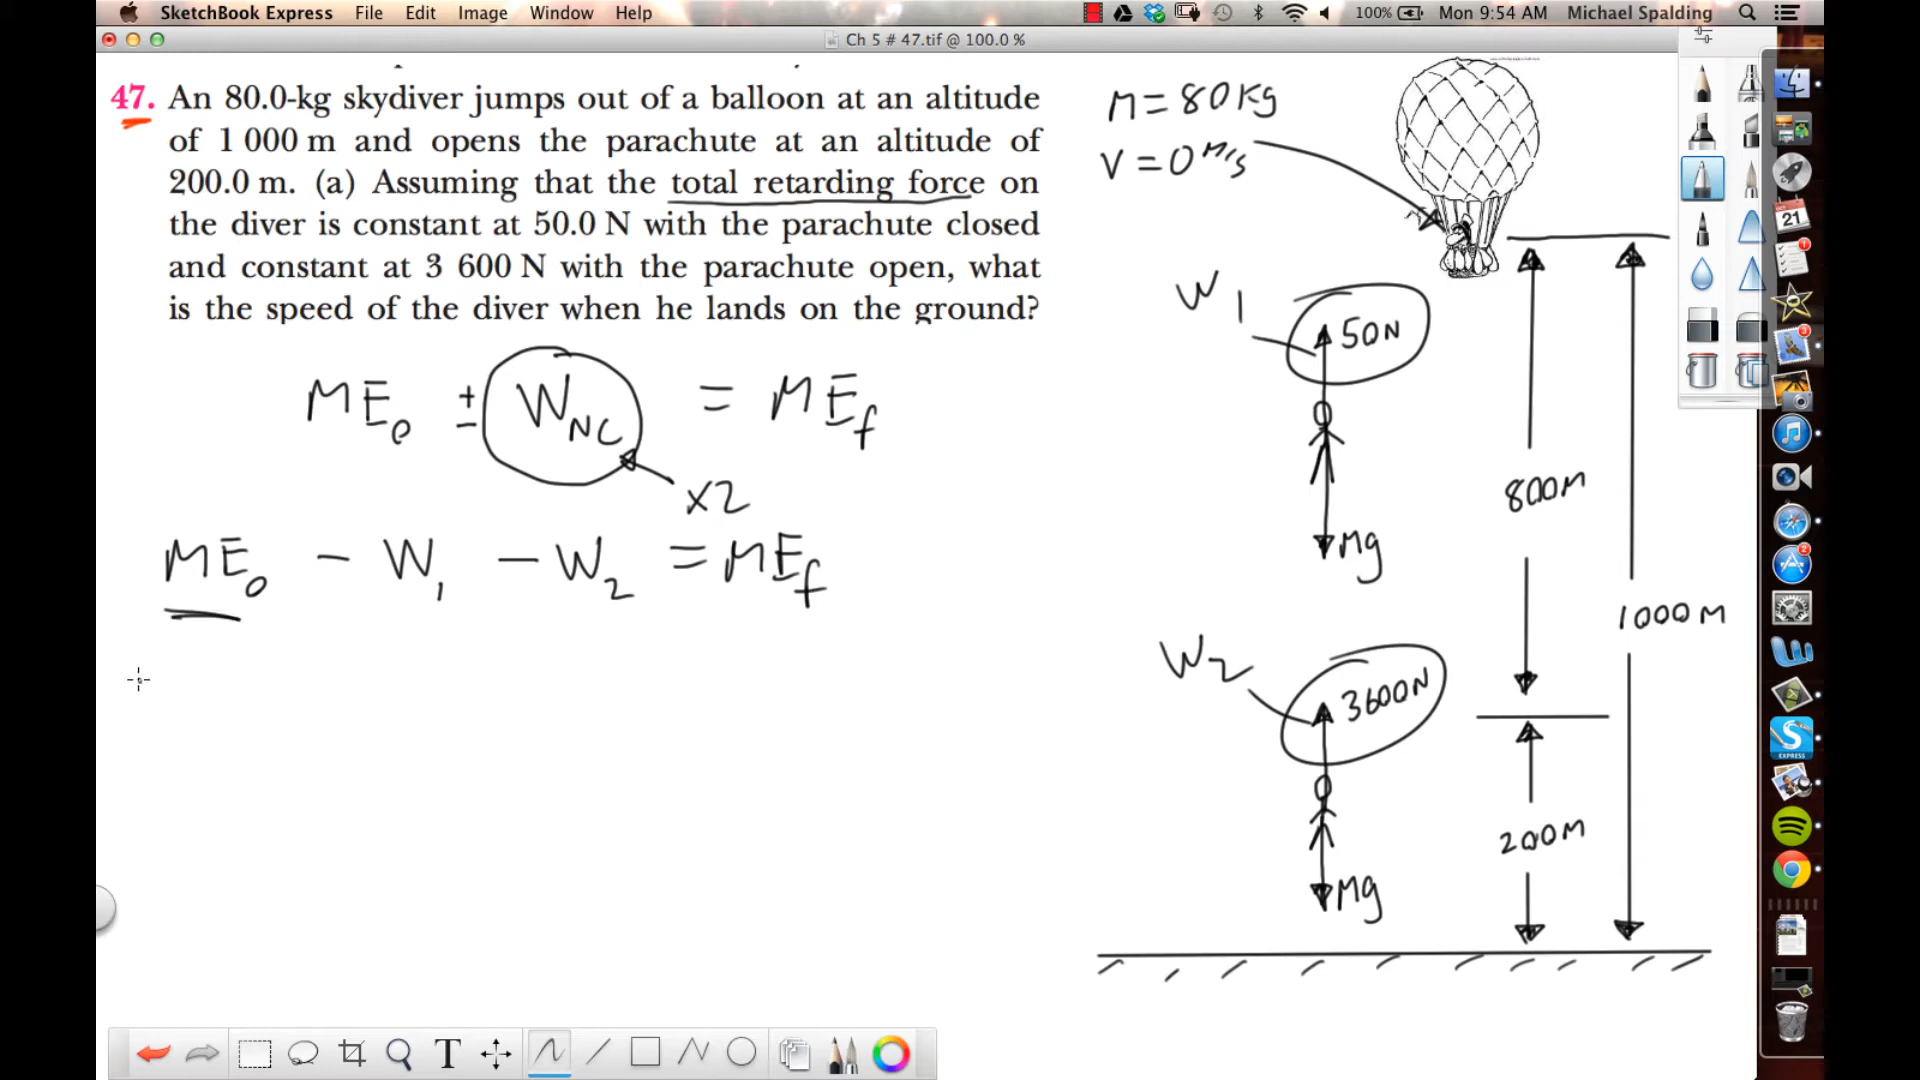 SketchBook Express File Edit Image Window Help 100% Mon 9:54 AM Michael Spalding
Ch 5 # 47.tif @ 100.0 %
47. An 80.0-kg skydiver jumps out of a balloon at an altitude
of 1 000 m and opens the parachute at an altitude of
200.0 m. (a) Assuming that the total retarding force on
the diver is constant at 50.0 N with the parachute closed
and constant at 3 600 N with the parachute open, what
is the speed of the diver when he lands on the ground?
ME₀ ± W_NC = ME_f
x2
ME₀ - W₁ - W₂ = ME_f
M = 80 Kg
V = 0 M/s
W₁
50N
Mg
800M
1000M
W₂
3600N
200M
Mg
T
21
1
3
2
EXPRESS